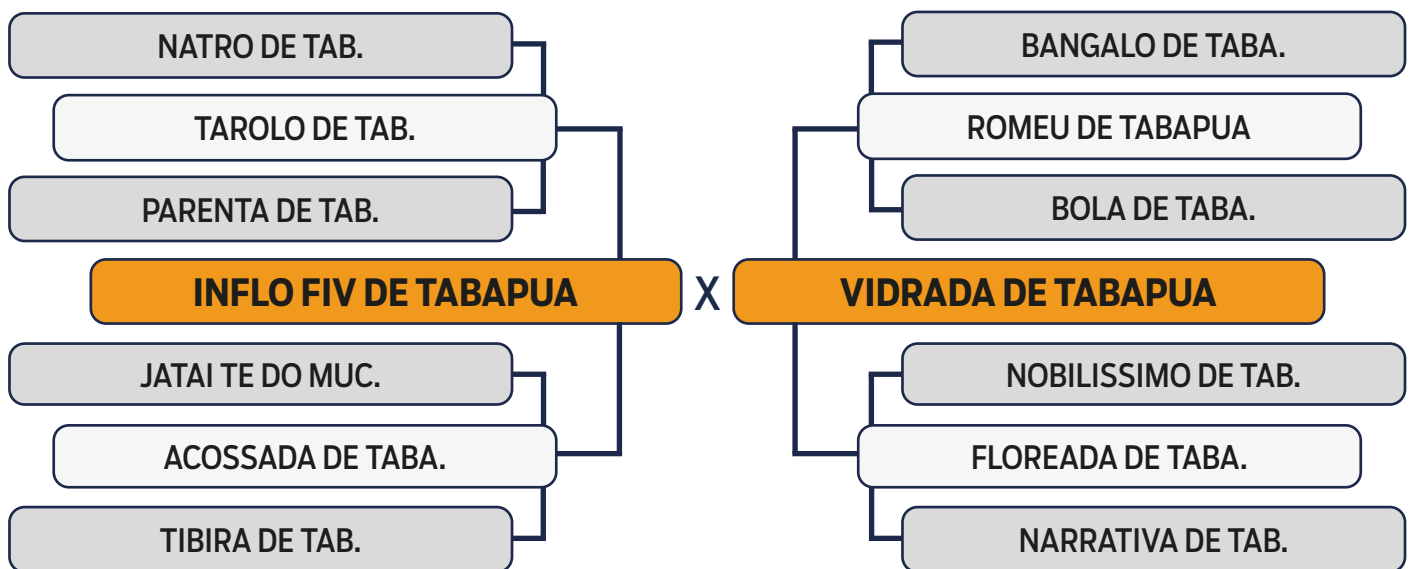 NATRO DE TAB.
TAROLO DE TAB.
PARENTA DE TAB.
INFLO FIV DE TABAPUA
JATAI TE DO MUC.
ACOSSADA DE TABA.
TIBIRA DE TAB.
X
BANGALO DE TABA.
ROMEU DE TABAPUA
BOLA DE TABA.
VIDRADA DE TABAPUA
NOBILISSIMO DE TAB.
FLOREADA DE TABA.
NARRATIVA DE TAB.